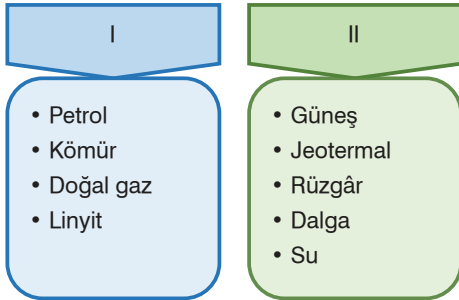 I
• Petrol
• Kömür
• Doğal gaz
• Linyit
II
• Güneş
• Jeotermal
• Rüzgâr
• Dalga
• Su